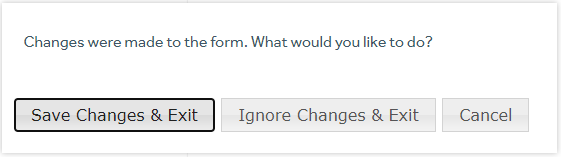 Changes were made to the form. What would you like to do?
Save Changes & Exit Ignore Changes & Exit Cancel